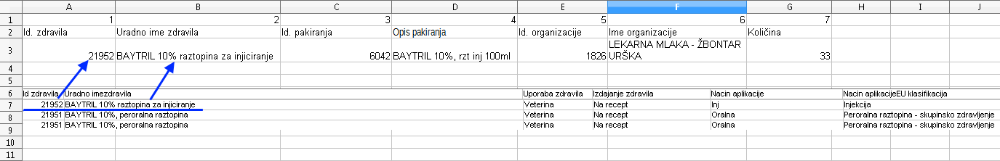 A B C D E F G H I J
1 1 2 3 4 5 6 7
2 Id. zdravila Uradno ime zdravila Id. pakiranja Opis pakiranja Id. organizacije Ime organizacije Količina
LEKARNA MLAKA - ŽBONTAR
3 21952 BAYTRIL 10% raztopina za injiciranje 6042 BAYTRIL 10%, rzt inj 100ml 1826 URŠKA 33
4
5
6 Id zdravila Uradno imezdravila Uporaba zdravila Izdajanje zdravila Nacin aplikacije Nacin aplikacijeEU klasifikacija
7 21952 BAYTRIL 10% raztopina za injiciranje Veterina Na recept Inj Injekcija
8 21951 BAYTRIL 10%, peroralna raztopina Veterina Na recept Oralna Peroralna raztopina - skupinsko zdravljenje
9 21951 BAYTRIL 10%, peroralna raztopina Veterina Na recept Oralna Peroralna raztopina - skupinsko zdravljenje
10
11